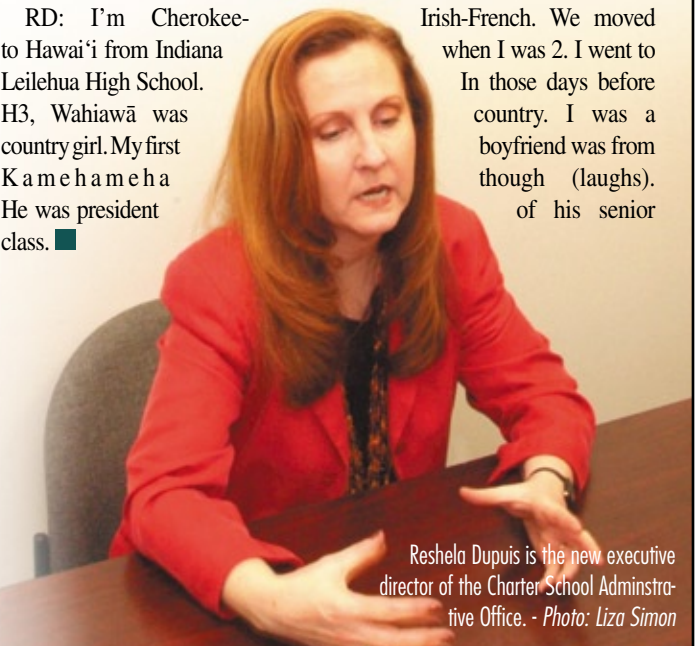 RD: I'm Cherokee-Irish-French. We moved
to Hawai‘i from Indiana when I was 2. I went to
Leilehua High School. In those days before
H3, Wahiawā was country. I was a
country girl. My first boyfriend was from
Kamehameha though (laughs).
He was president of his senior
class.
Reshela Dupuis is the new executive
director of the Charter School Adminstra-
tive Office. - Photo: Liza Simon